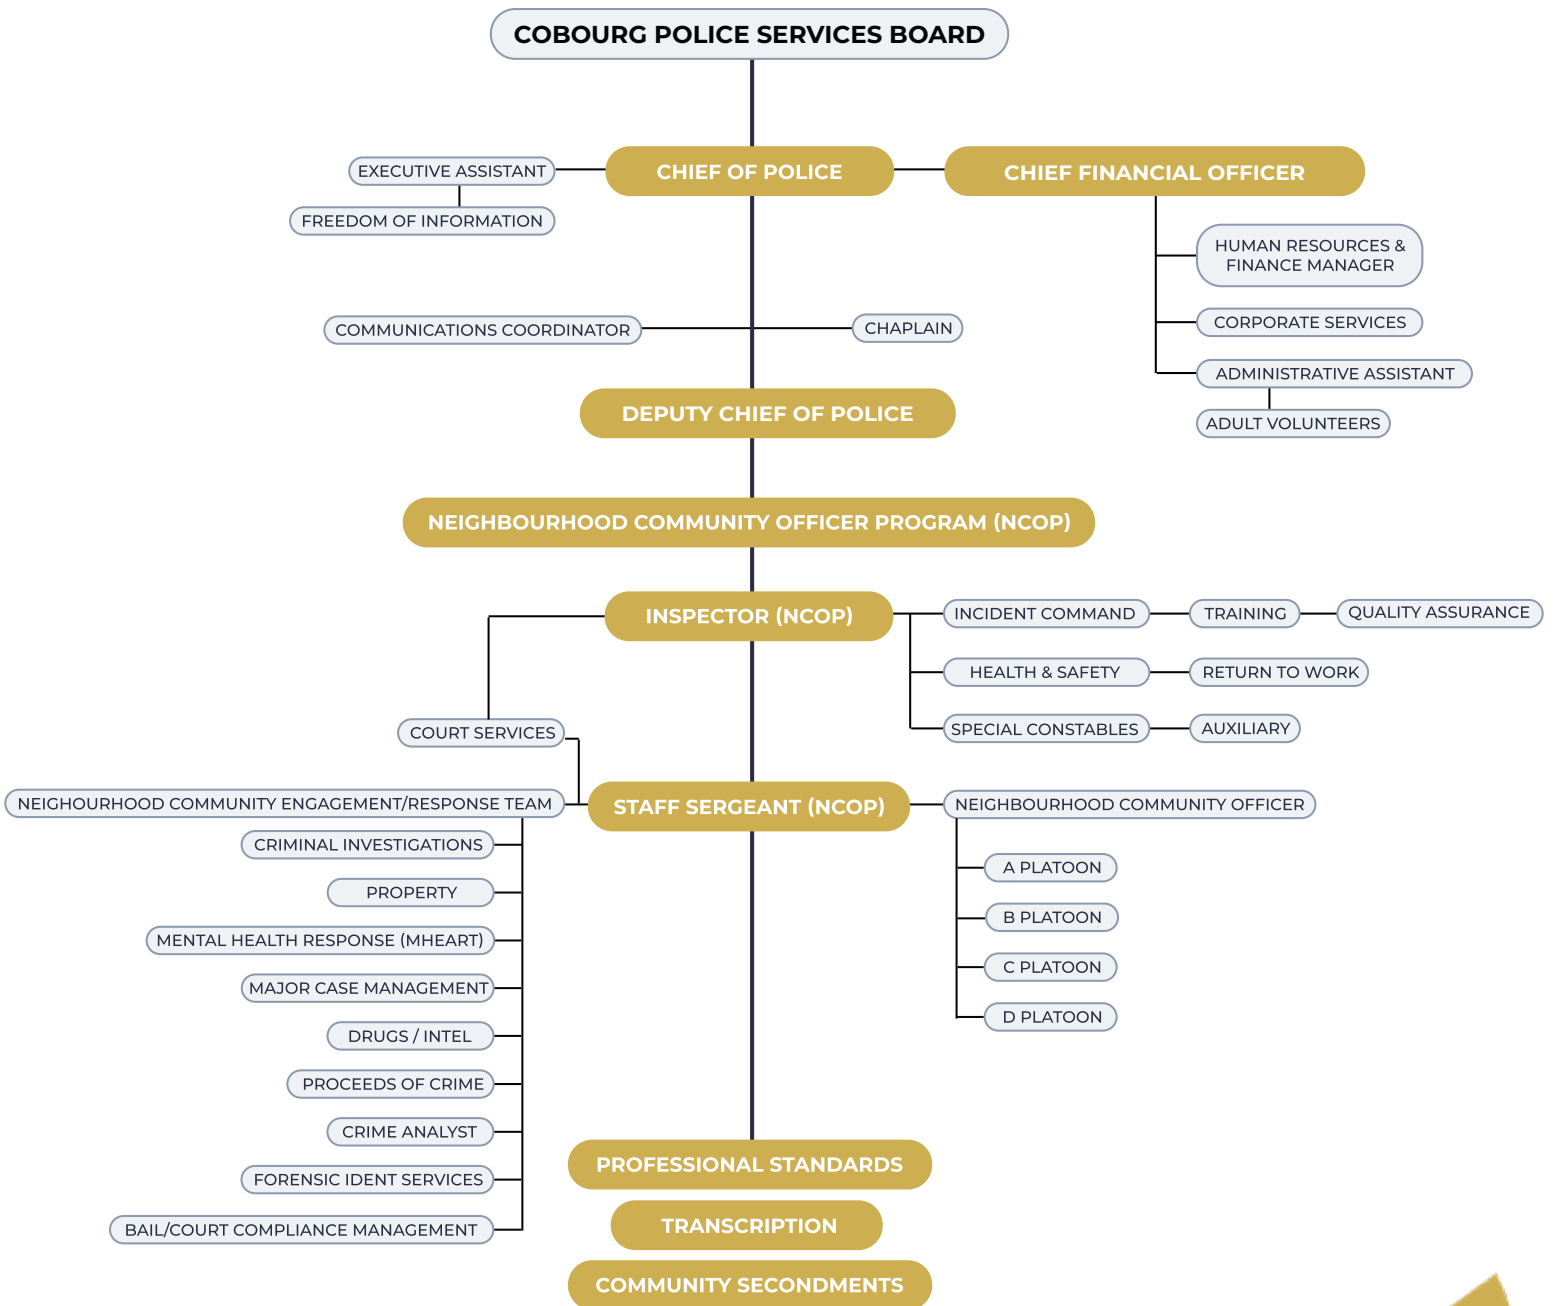 COBOURG POLICE SERVICES BOARD
EXECUTIVE ASSISTANT
CHIEF OF POLICE
CHIEF FINANCIAL OFFICER
FREEDOM OF INFORMATION
HUMAN RESOURCES &
FINANCE MANAGER
CORPORATE SERVICES
COMMUNICATIONS COORDINATOR
CHAPLAIN
ADMINISTRATIVE ASSISTANT
ADULT VOLUNTEERS
DEPUTY CHIEF OF POLICE
NEIGHBOURHOOD COMMUNITY OFFICER PROGRAM (NCOP)
INSPECTOR (NCOP)
INCIDENT COMMAND
TRAINING
QUALITY ASSURANCE
HEALTH & SAFETY
RETURN TO WORK
SPECIAL CONSTABLES
AUXILIARY
COURT SERVICES
NEIGHOURHOOD COMMUNITY ENGAGEMENT/RESPONSE TEAM
STAFF SERGEANT (NCOP)
NEIGHBOURHOOD COMMUNITY OFFICER
CRIMINAL INVESTIGATIONS
PROPERTY
MENTAL HEALTH RESPONSE (MHEART)
MAJOR CASE MANAGEMENT
DRUGS / INTEL
PROCEEDS OF CRIME
CRIME ANALYST
FORENSIC IDENT SERVICES
BAIL/COURT COMPLIANCE MANAGEMENT
A PLATOON
B PLATOON
C PLATOON
D PLATOON
PROFESSIONAL STANDARDS
TRANSCRIPTION
COMMUNITY SECONDMENTS